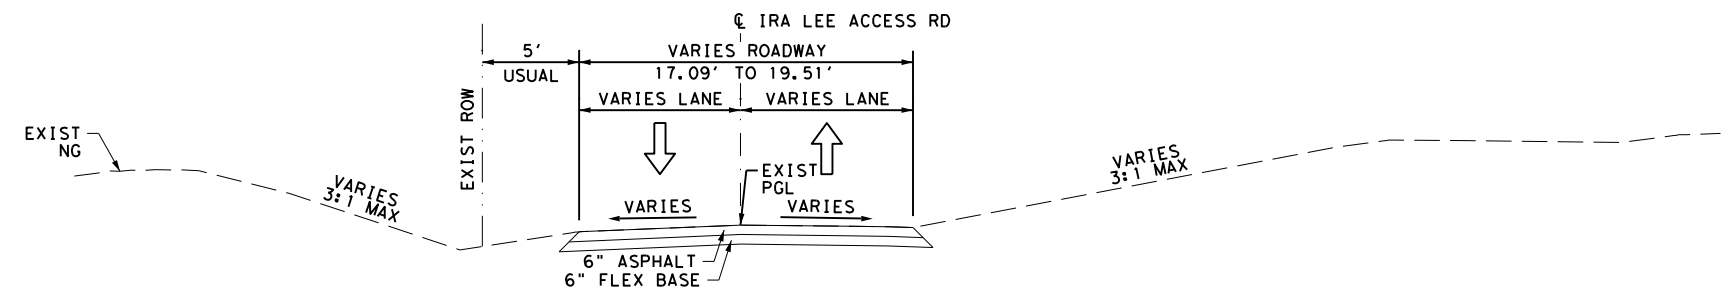 ℄ IRA LEE ACCESS RD
5'
USUAL
VARIES ROADWAY
17.09' TO 19.51'
VARIES LANE
VARIES LANE
EXIST ROW
EXIST
NG
VARIES
3:1 MAX
EXIST
PGL
VARIES
VARIES
VARIES
3:1 MAX
6" ASPHALT
6" FLEX BASE